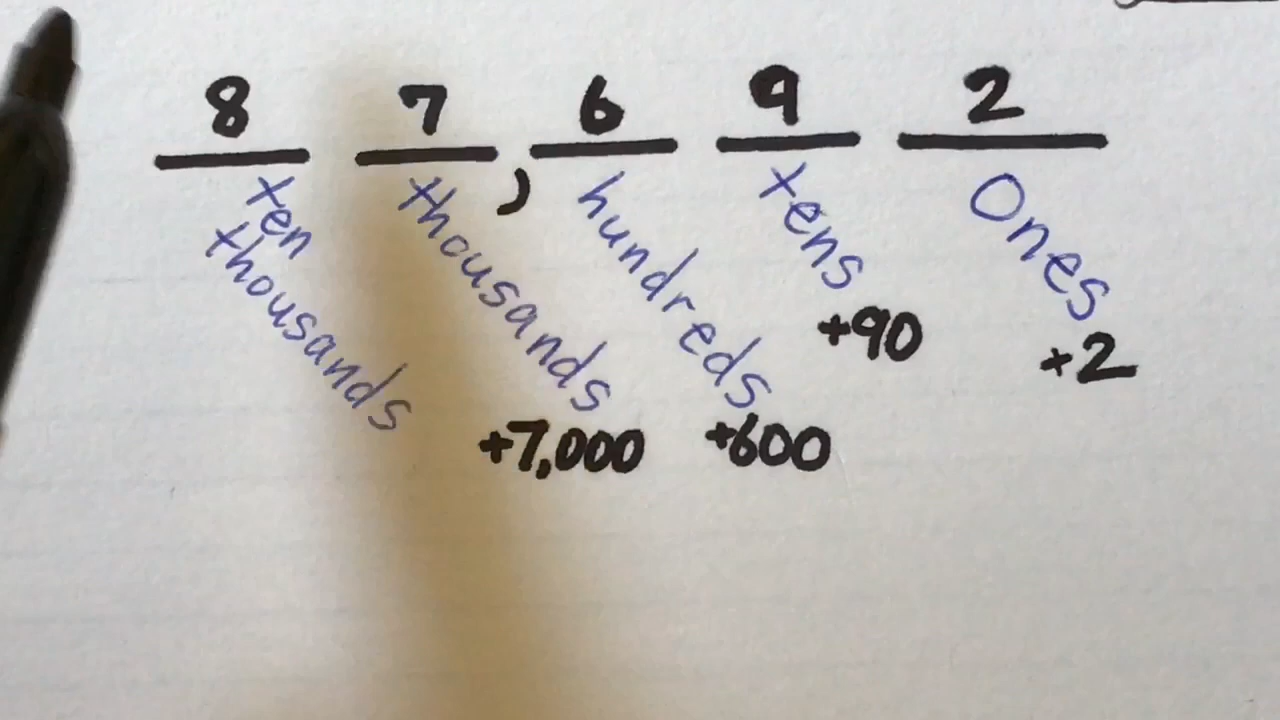 8 7 , 6 9 2
ten thousands
thousands
hundreds
tens
Ones
+7,000
+600
+90
+2